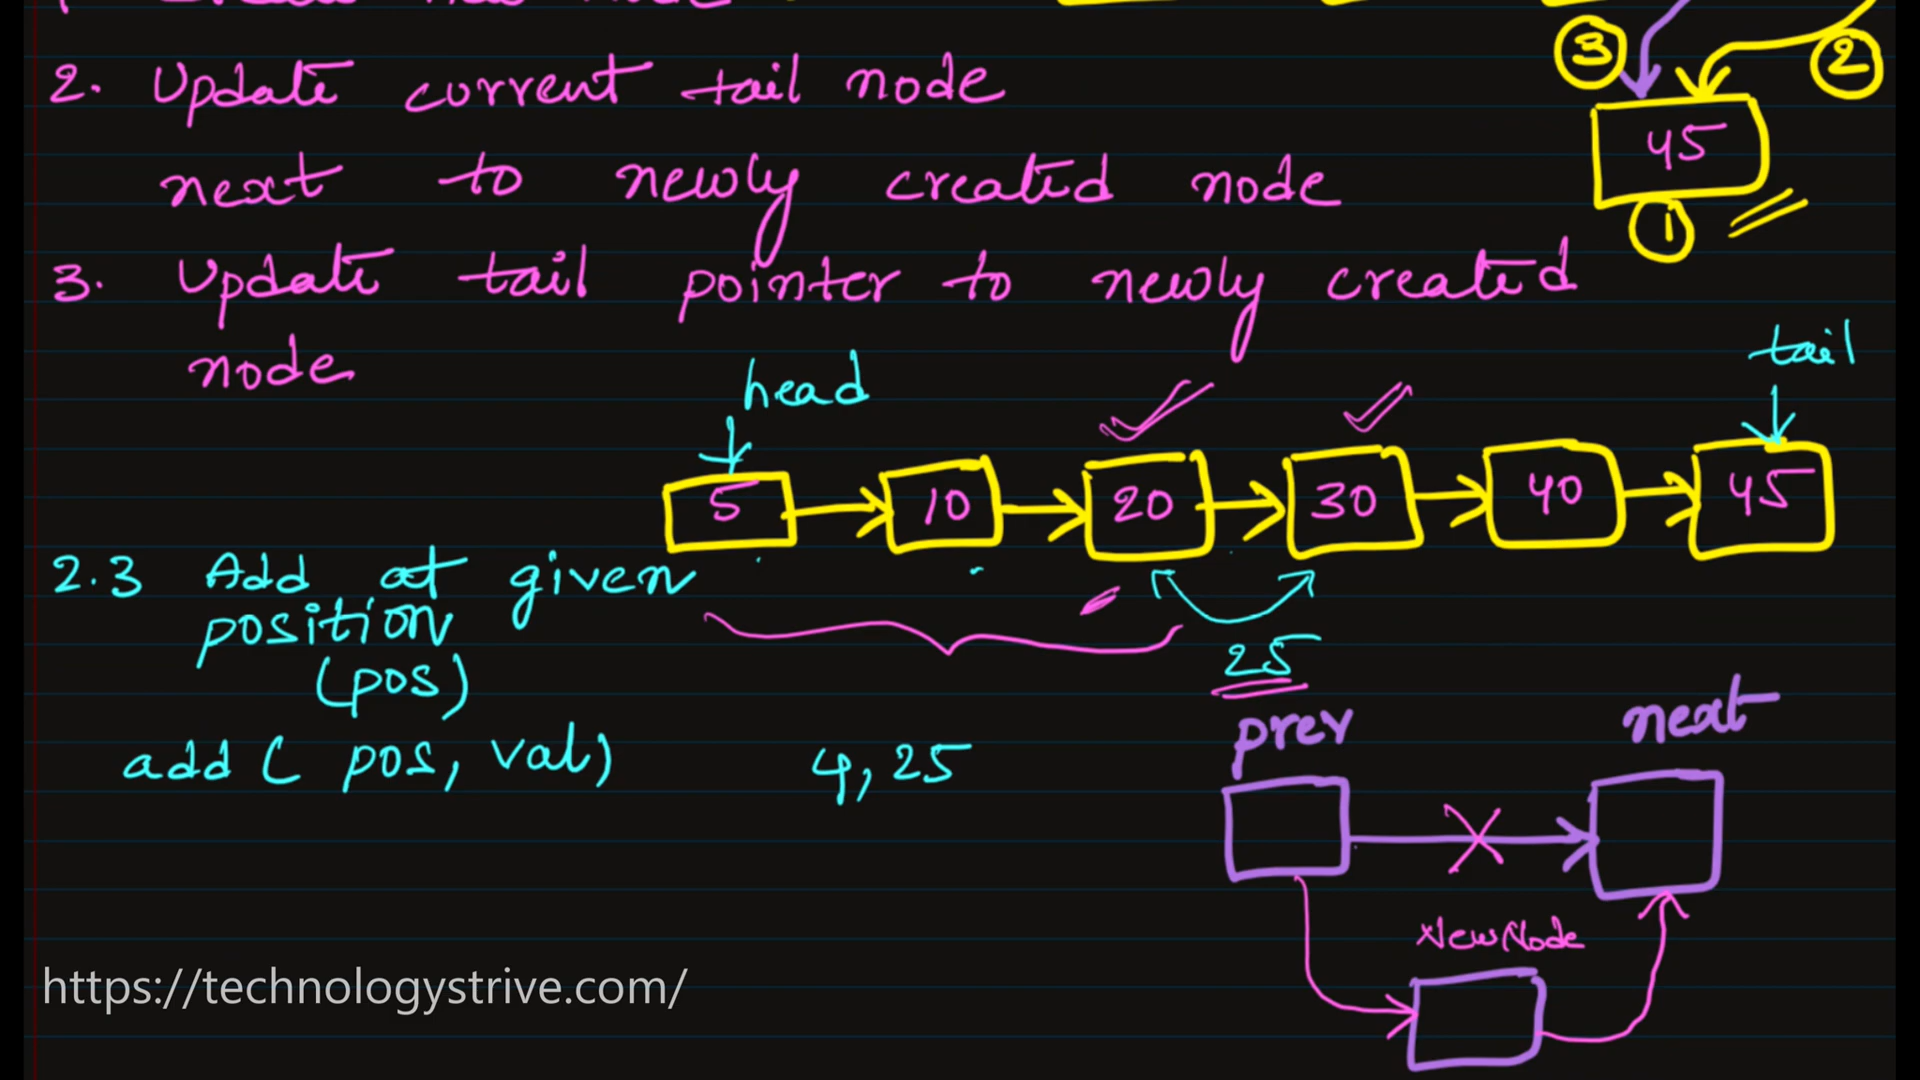 2. Update current tail node
next to newly created node
3. Update tail pointer to newly created
node
3
2
45
1
head
tail
5 10 20 30 40 45
2.3 Add at given
position
(pos)
25
add ( pos, val)
4, 25
prev
next
NewNode
https://technologystrive.com/